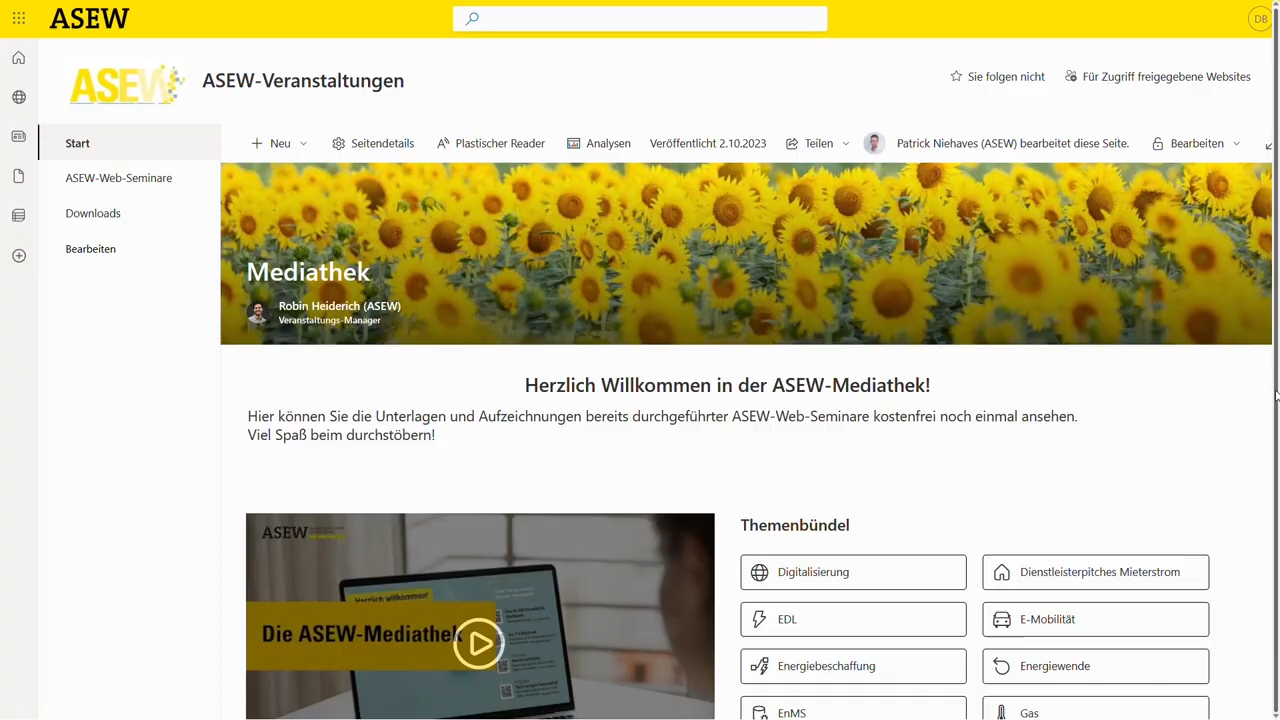 ASEW
DB
ASEW
ASEW-Veranstaltungen
Sie folgen nicht
Für Zugriff freigegebene Websites
Start
ASEW-Web-Seminare
Downloads
Bearbeiten
Neu
Seitendetails
Plastischer Reader
Analysen
Veröffentlicht 2.10.2023
Teilen
Patrick Niehaves (ASEW) bearbeitet diese Seite.
Bearbeiten
Mediathek
Robin Heiderich (ASEW)
Veranstaltungs-Manager
Herzlich Willkommen in der ASEW-Mediathek!
Hier können Sie die Unterlagen und Aufzeichnungen bereits durchgeführter ASEW-Web-Seminare kostenfrei noch einmal ansehen.
Viel Spaß beim durchstöbern!
ASEW
Herzlich willkommen!
Die ASEW-Mediathek
Themenbündel
Digitalisierung
Dienstleisterpitches Mieterstrom
EDL
E-Mobilität
Energiebeschaffung
Energiewende
EnMS
Gas